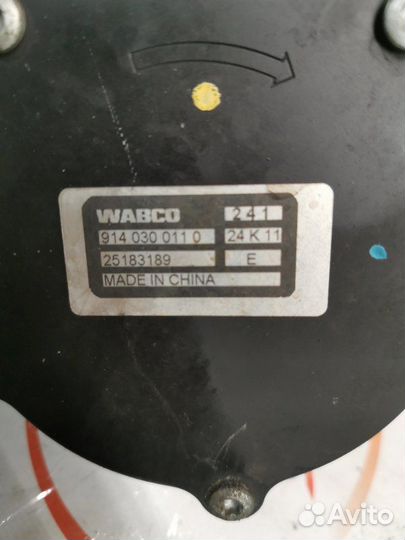 WABCO 241
914 030 011 0 24 K 11
25183189 E
MADE IN CHINA
Avito